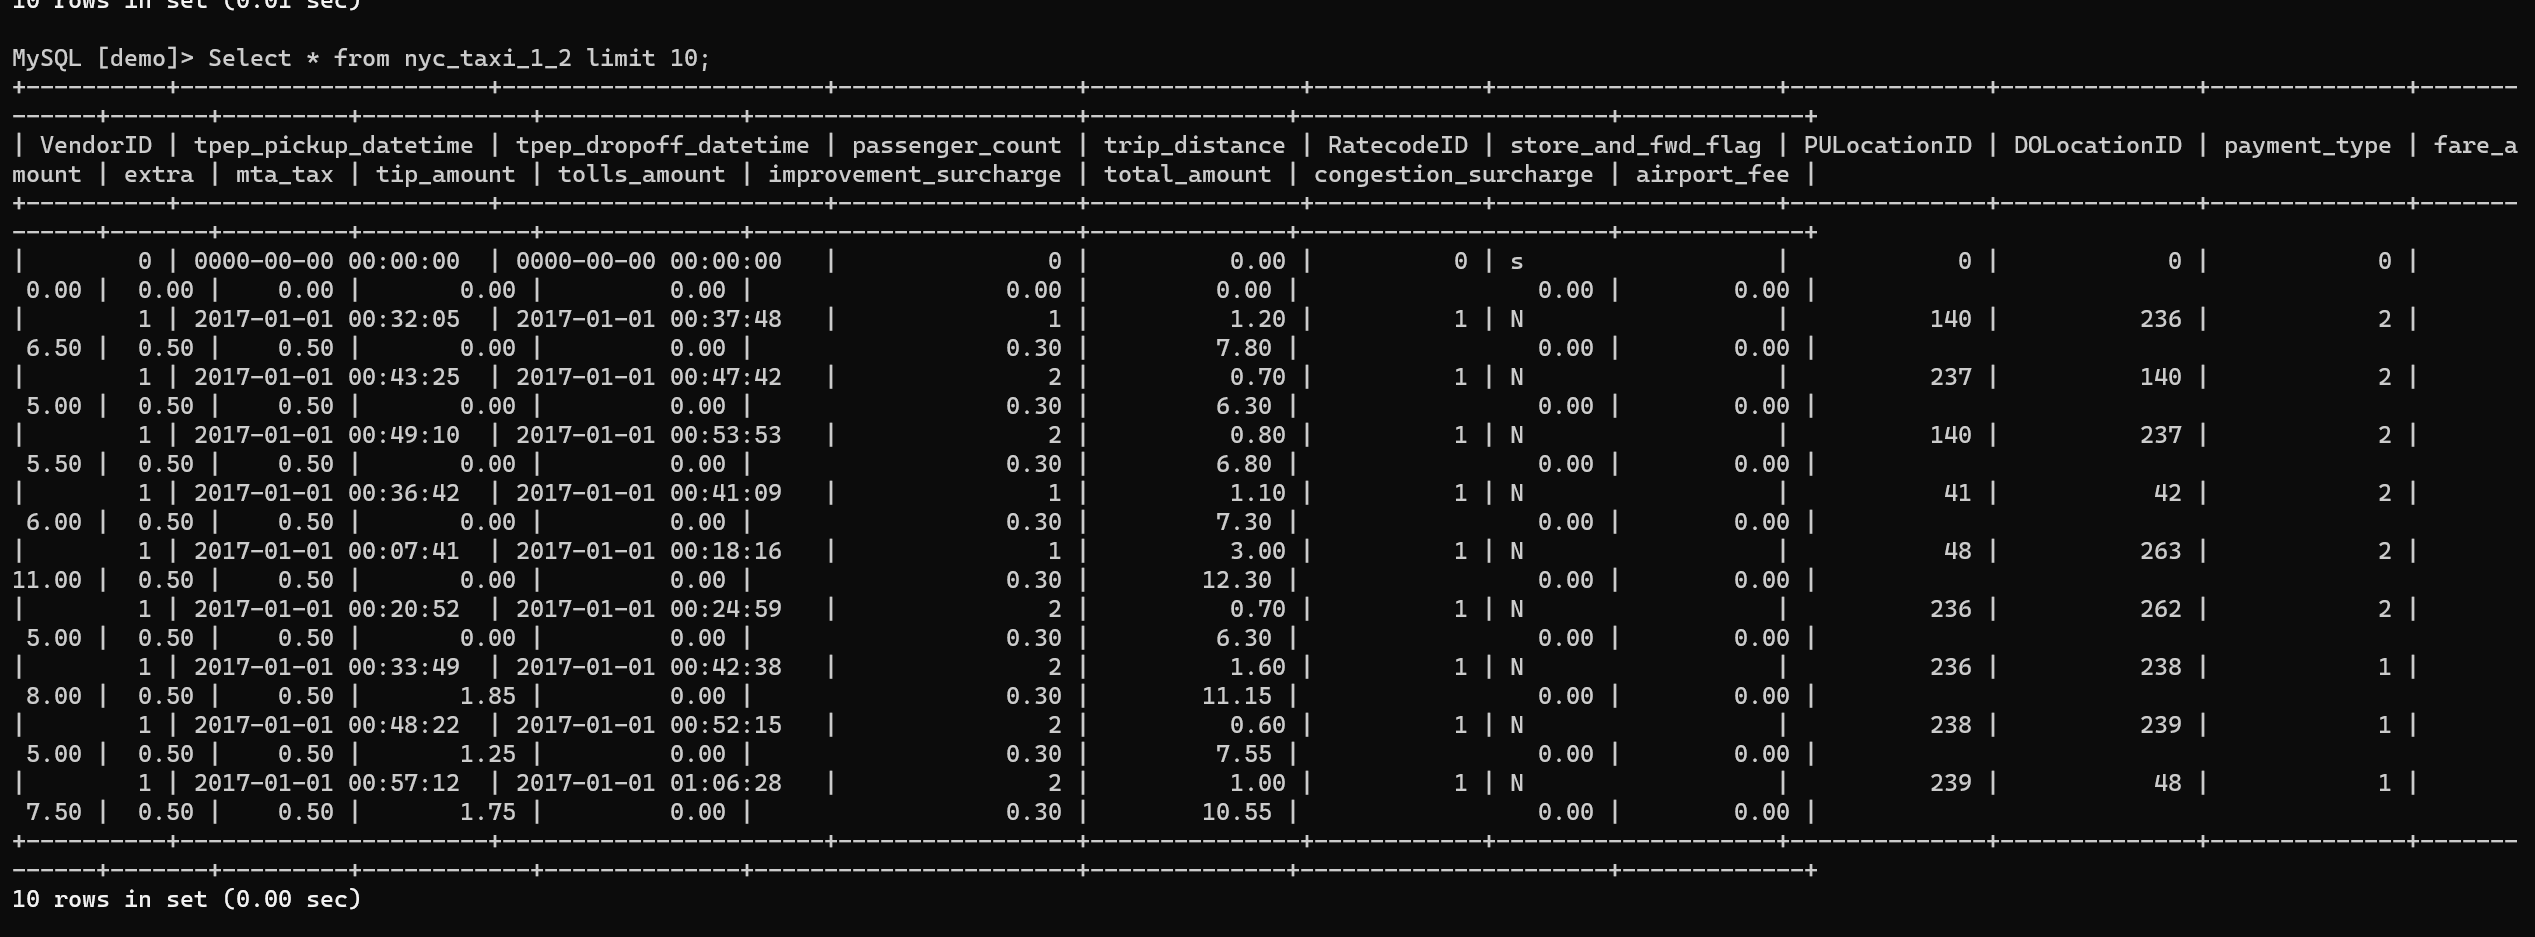 10 rows in set (0.01 sec)
MySQL [demo]> Select * from nyc_taxi_1_2 limit 10;
+----------+----------------------+-----------------------+-----------------+---------------+------------+--------------------+--------------+--------------+--------------+-------
------+-------+---------+------------+--------------+-----------------------+--------------+----------------------+-------------+
| VendorID | tpep_pickup_datetime | tpep_dropoff_datetime | passenger_count | trip_distance | RatecodeID | store_and_fwd_flag | PULocationID | DOLocationID | payment_type | fare_a
mount | extra | mta_tax | tip_amount | tolls_amount | improvement_surcharge | total_amount | congestion_surcharge | airport_fee |
+----------+----------------------+-----------------------+-----------------+---------------+------------+--------------------+--------------+--------------+--------------+-------
------+-------+---------+------------+--------------+-----------------------+--------------+----------------------+-------------+
| 0 | 0000-00-00 00:00:00 | 0000-00-00 00:00:00 | 0 | 0.00 | 0 | s | 0 | 0 | 0 |
0.00 | 0.00 | 0.00 | 0.00 | 0.00 | 0.00 | 0.00 | 0.00 | 0.00 |
| 1 | 2017-01-01 00:32:05 | 2017-01-01 00:37:48 | 1 | 1.20 | 1 | N | 140 | 236 | 2 |
6.50 | 0.50 | 0.50 | 0.00 | 0.00 | 0.30 | 7.80 | 0.00 | 0.00 |
| 1 | 2017-01-01 00:43:25 | 2017-01-01 00:47:42 | 2 | 0.70 | 1 | N | 237 | 140 | 2 |
5.00 | 0.50 | 0.50 | 0.00 | 0.00 | 0.30 | 6.30 | 0.00 | 0.00 |
| 1 | 2017-01-01 00:49:10 | 2017-01-01 00:53:53 | 2 | 0.80 | 1 | N | 140 | 237 | 2 |
5.50 | 0.50 | 0.50 | 0.00 | 0.00 | 0.30 | 6.80 | 0.00 | 0.00 |
| 1 | 2017-01-01 00:36:42 | 2017-01-01 00:41:09 | 1 | 1.10 | 1 | N | 41 | 42 | 2 |
6.00 | 0.50 | 0.50 | 0.00 | 0.00 | 0.30 | 7.30 | 0.00 | 0.00 |
| 1 | 2017-01-01 00:07:41 | 2017-01-01 00:18:16 | 1 | 3.00 | 1 | N | 48 | 263 | 2 |
11.00 | 0.50 | 0.50 | 0.00 | 0.00 | 0.30 | 12.30 | 0.00 | 0.00 |
| 1 | 2017-01-01 00:20:52 | 2017-01-01 00:24:59 | 2 | 0.70 | 1 | N | 236 | 262 | 2 |
5.00 | 0.50 | 0.50 | 0.00 | 0.00 | 0.30 | 6.30 | 0.00 | 0.00 |
| 1 | 2017-01-01 00:33:49 | 2017-01-01 00:42:38 | 2 | 1.60 | 1 | N | 236 | 238 | 1 |
8.00 | 0.50 | 0.50 | 1.85 | 0.00 | 0.30 | 11.15 | 0.00 | 0.00 |
| 1 | 2017-01-01 00:48:22 | 2017-01-01 00:52:15 | 2 | 0.60 | 1 | N | 238 | 239 | 1 |
5.00 | 0.50 | 0.50 | 1.25 | 0.00 | 0.30 | 7.55 | 0.00 | 0.00 |
| 1 | 2017-01-01 00:57:12 | 2017-01-01 01:06:28 | 2 | 1.00 | 1 | N | 239 | 48 | 1 |
7.50 | 0.50 | 0.50 | 1.75 | 0.00 | 0.30 | 10.55 | 0.00 | 0.00 |
+----------+----------------------+-----------------------+-----------------+---------------+------------+--------------------+--------------+--------------+--------------+-------
------+-------+---------+------------+--------------+-----------------------+--------------+----------------------+-------------+
10 rows in set (0.00 sec)